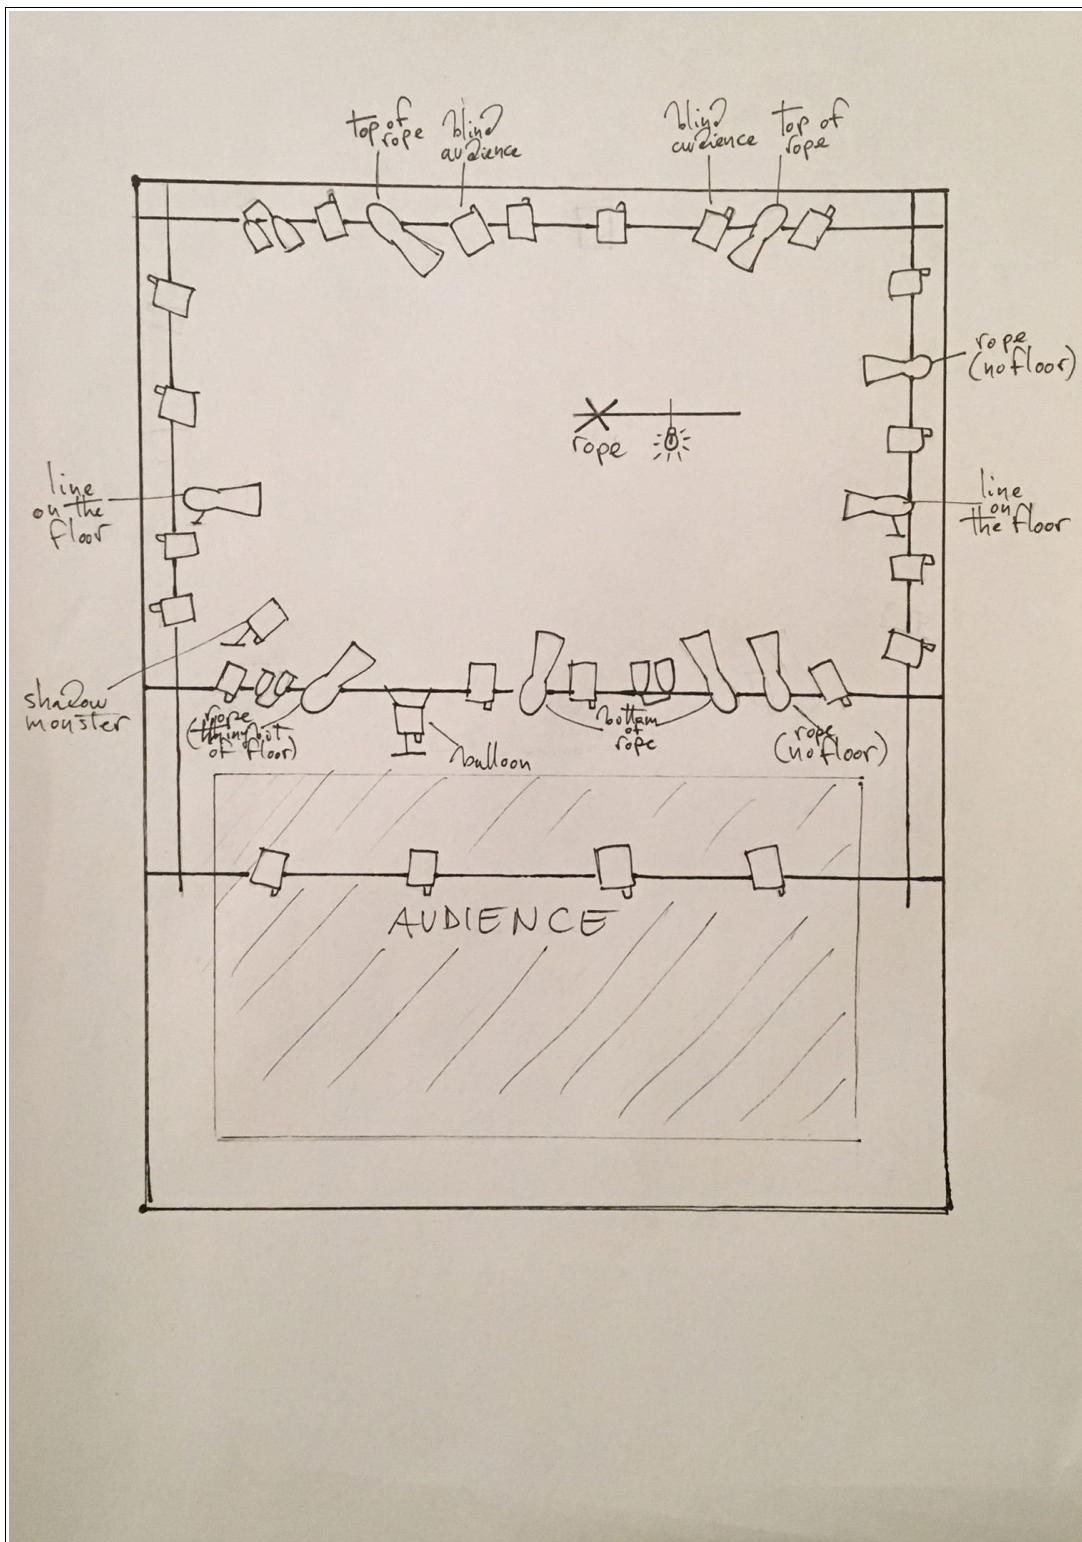 top of
rope
blind
audience
blind
audience
top of
rope
rope
(no floor)
rope
line
on the
floor
line
on
the floor
shadow
monster
rope
of floor)
balloon
bottom
of
rope
rope
(no floor)
AUDIENCE